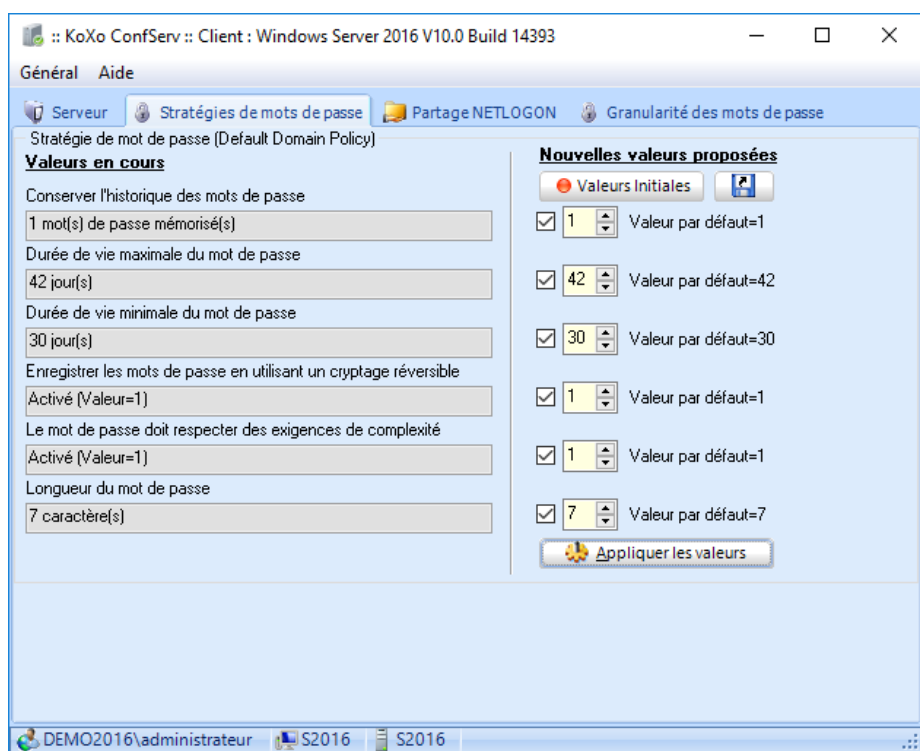 :: KoXo ConfServ :: Client : Windows Server 2016 V10.0 Build 14393
Général Aide
Serveur Stratégies de mots de passe Partage NETLOGON Granularité des mots de passe
Stratégie de mot de passe (Default Domain Policy)
Valeurs en cours
Nouvelles valeurs proposées
Valeurs Initiales
Conserver l'historique des mots de passe
1 mot(s) de passe mémorisé(s)
1 Valeur par défaut=1
Durée de vie maximale du mot de passe
42 jour(s)
42 Valeur par défaut=42
Durée de vie minimale du mot de passe
30 jour(s)
30 Valeur par défaut=30
Enregistrer les mots de passe en utilisant un cryptage réversible
Activé (Valeur=1)
1 Valeur par défaut=1
Le mot de passe doit respecter des exigences de complexité
Activé (Valeur=1)
1 Valeur par défaut=1
Longueur du mot de passe
7 caractère(s)
7 Valeur par défaut=7
Appliquer les valeurs
DEMO2016\administrateur S2016 S2016